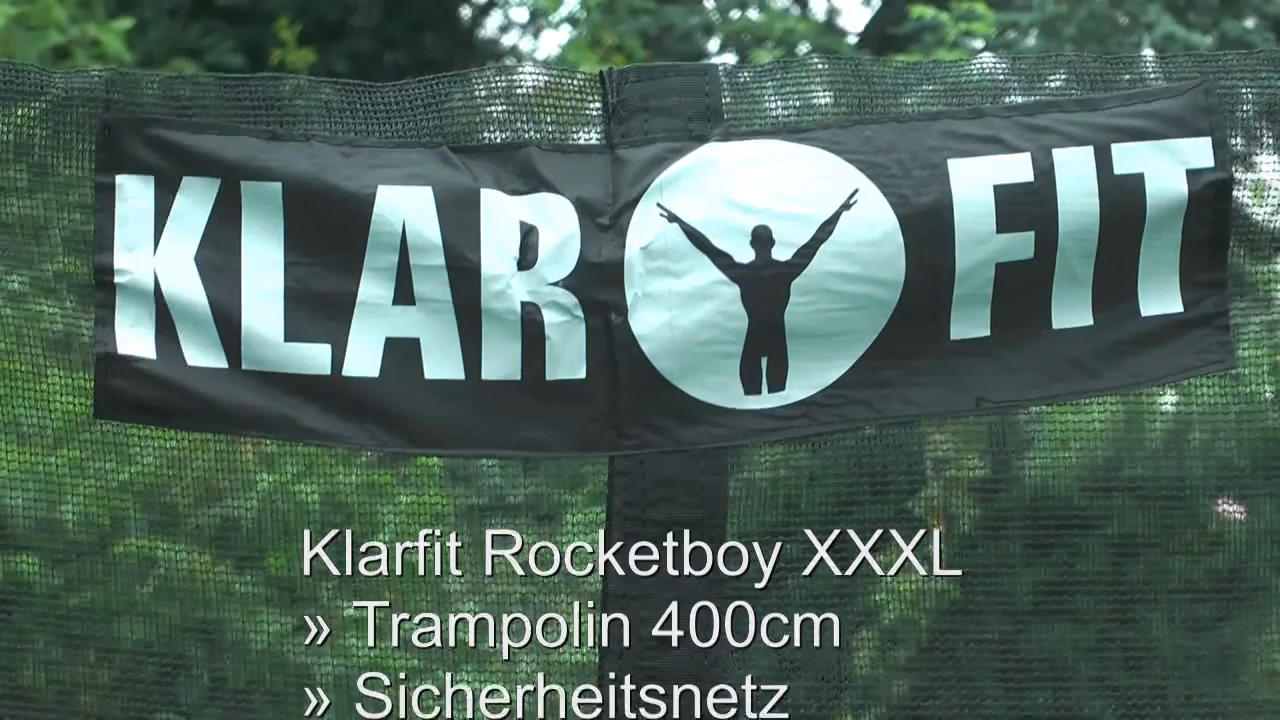 KLAR FIT
Klarfit Rocketboy XXXL
» Trampolin 400cm
» Sicherheitsnetz